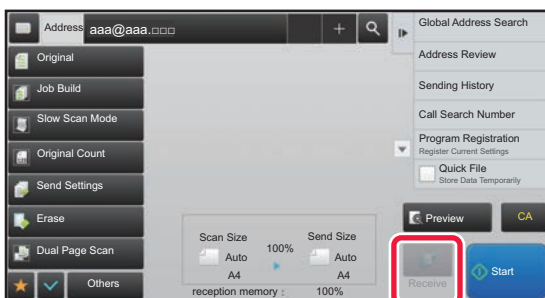 Address aaa@aaa.□□□
Original
Job Build
Slow Scan Mode
Original Count
Send Settings
Erase
Dual Page Scan
Others
Scan Size
100%
Send Size
Auto
Auto
A4
A4
reception memory : 100%
Global Address Search
Address Review
Sending History
Call Search Number
Program Registration
Register Current Settings
Quick File
Store Data Temporarily
Preview
CA
Receive
Start